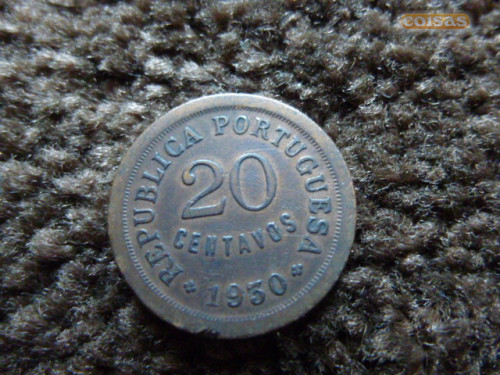 coisas
REPUBLICA PORTUGUESA
20
CENTAVOS
* 1930 *